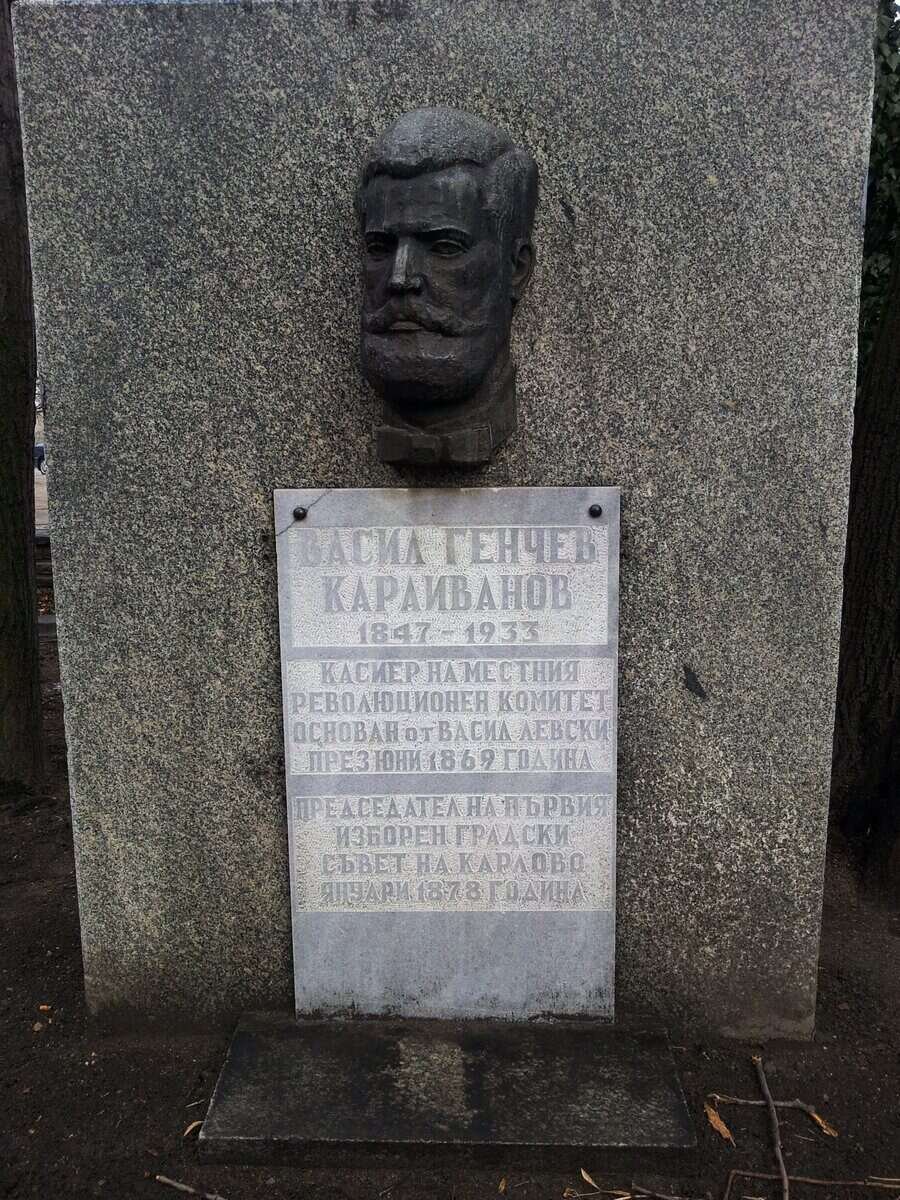 ВАСИЛ ГЕНЧЕВ
КАРАИВАНОВ
1847 - 1933
КАСИЕР НА МЕСТНИЯ
РЕВОЛЮЦИОНЕН КОМИТЕТ
ОСНОВАН от ВАСИЛ ЛЕВСКИ
ПРЕЗ ЮНИ 1869 ГОДИНА
ПРЕДСЕДАТЕЛ НА ПЪРВИЯ
ИЗБОРЕН ГРАДСКИ
СЪВЕТ НА КАРЛОВО
ЯНУАРИ 1878 ГОДИНА